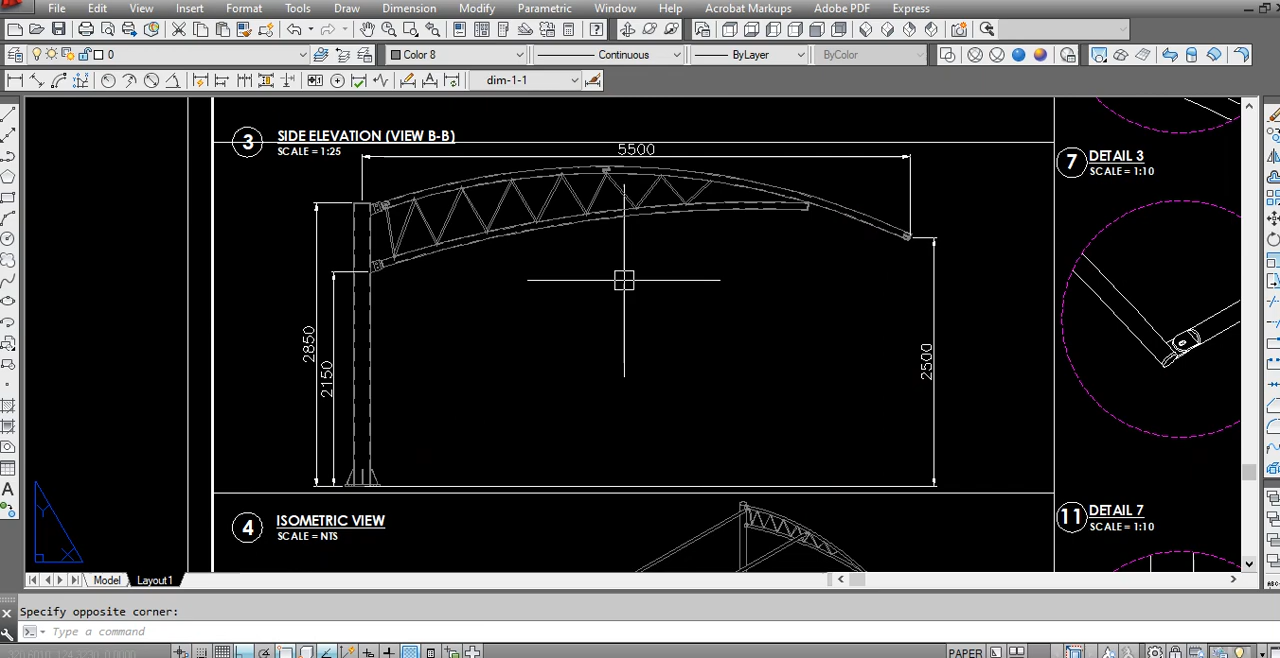 File Edit View Insert Format Tools Draw Dimension Modify Parametric Window Help Acrobat Markups Adobe PDF Express
0 Color 8 Continuous ByLayer ByColor
dim-1-1
3 SIDE ELEVATION (VIEW B-B)
SCALE = 1:25
5500
2850
2150
2500
7 DETAIL 3
SCALE = 1:10
4 ISOMETRIC VIEW
SCALE = NTS
11 DETAIL 7
SCALE = 1:10
Y
X
Model Layout1
Specify opposite corner:
Type a command
PAPER